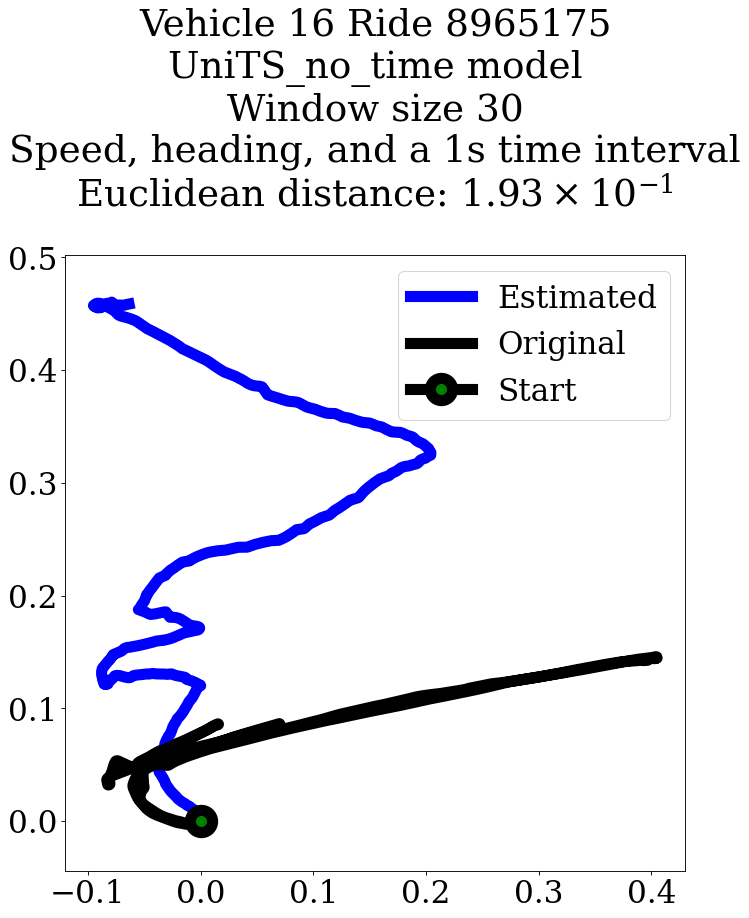 Vehicle 16 Ride 8965175
UniTS_no_time model
Window size 30
Speed, heading, and a 1s time interval
Euclidean distance: 1.93 × 10⁻¹
Estimated
Original
Start
0.5
0.4
0.3
0.2
0.1
0.0
−0.1 0.0 0.1 0.2 0.3 0.4